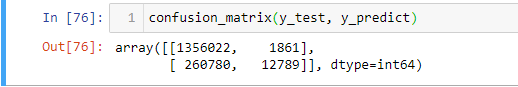 In [76]: 1 confusion_matrix(y_test, y_predict)
Out[76]: array([[1356022, 1861],
[ 260780, 12789]], dtype=int64)